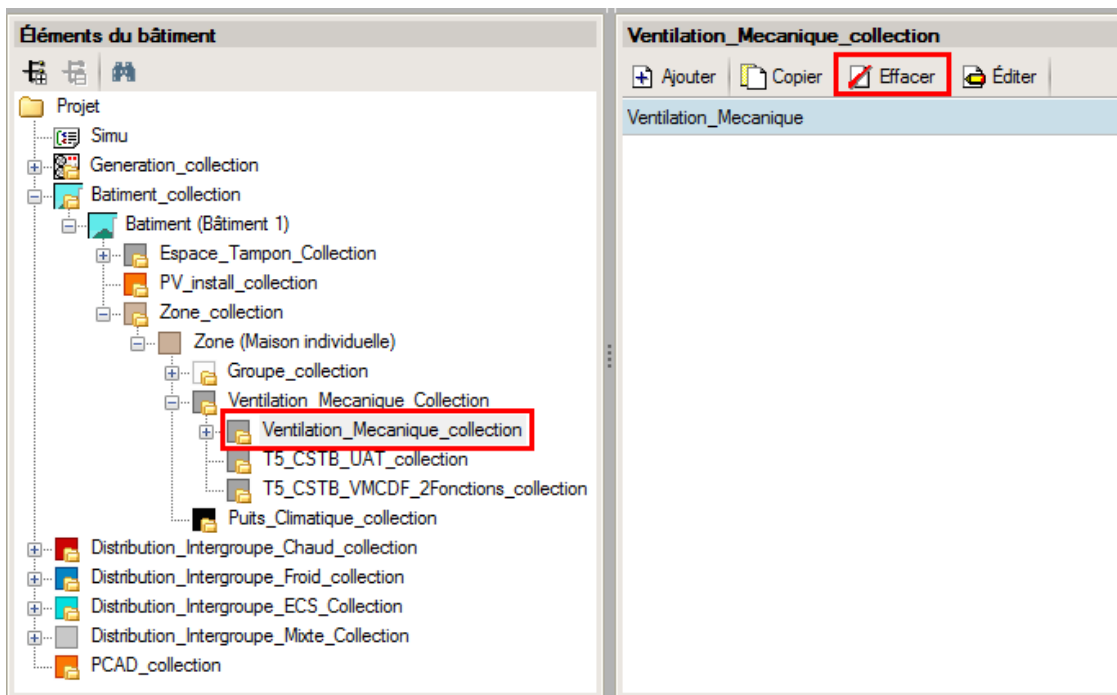 Éléments du bâtiment
Projet
Simu
Generation_collection
Batiment_collection
Batiment (Bâtiment 1)
Espace_Tampon_Collection
PV_install_collection
Zone_collection
Zone (Maison individuelle)
Groupe_collection
Ventilation_Mecanique_Collection
Ventilation_Mecanique_collection
T5_CSTB_UAT_collection
T5_CSTB_VMCDF_2Fonctions_collection
Puits_Climatique_collection
Distribution_Intergroupe_Chaud_collection
Distribution_Intergroupe_Froid_collection
Distribution_Intergroupe_ECS_Collection
Distribution_Intergroupe_Mixte_Collection
PCAD_collection
Ventilation_Mecanique_collection
Ajouter Copier Effacer Éditer
Ventilation_Mecanique